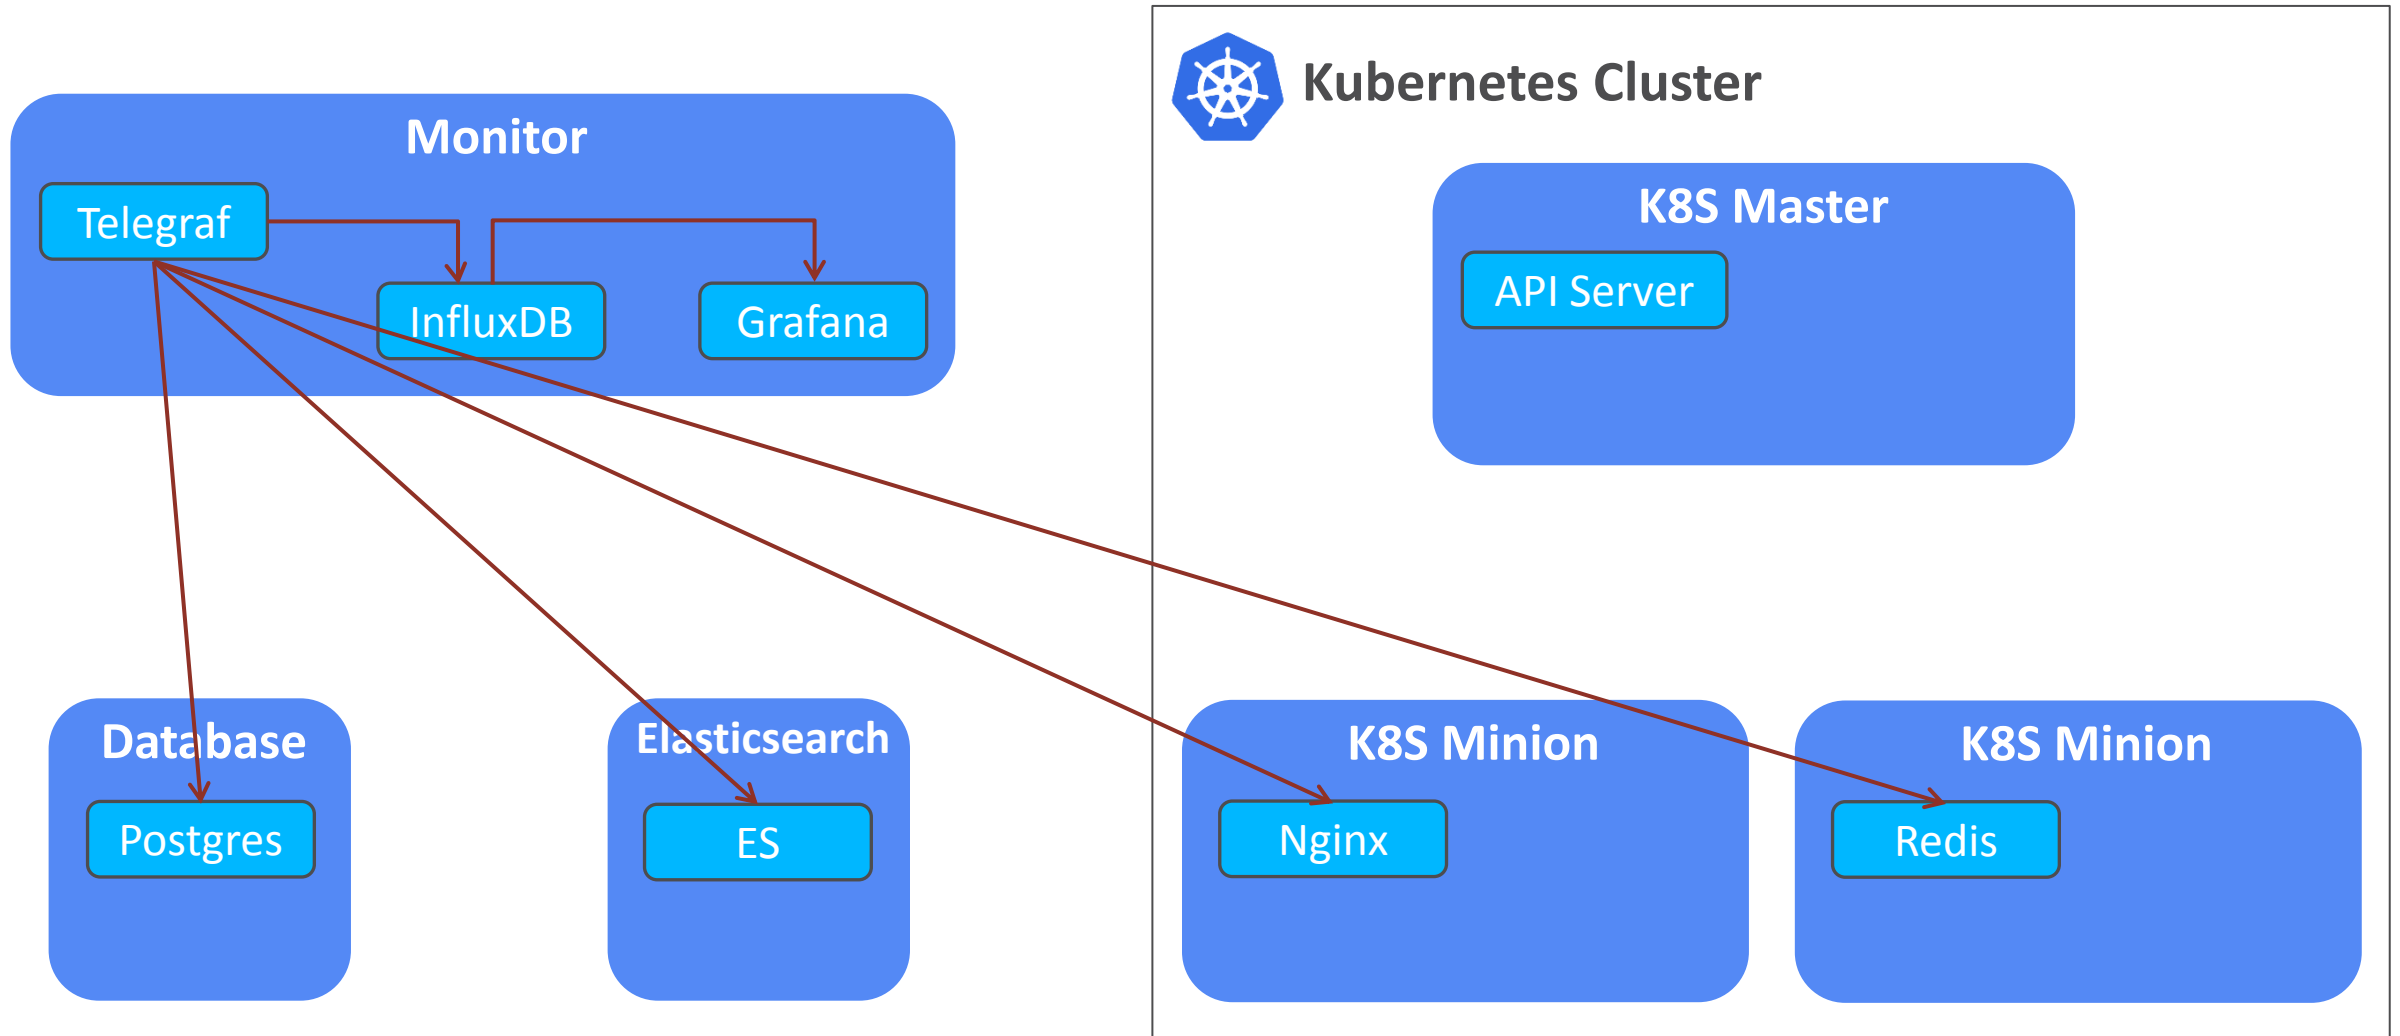 Kubernetes Cluster
Monitor
Telegraf
InfluxDB
Grafana
K8S Master
API Server
Database
Postgres
Elasticsearch
ES
K8S Minion
Nginx
K8S Minion
Redis